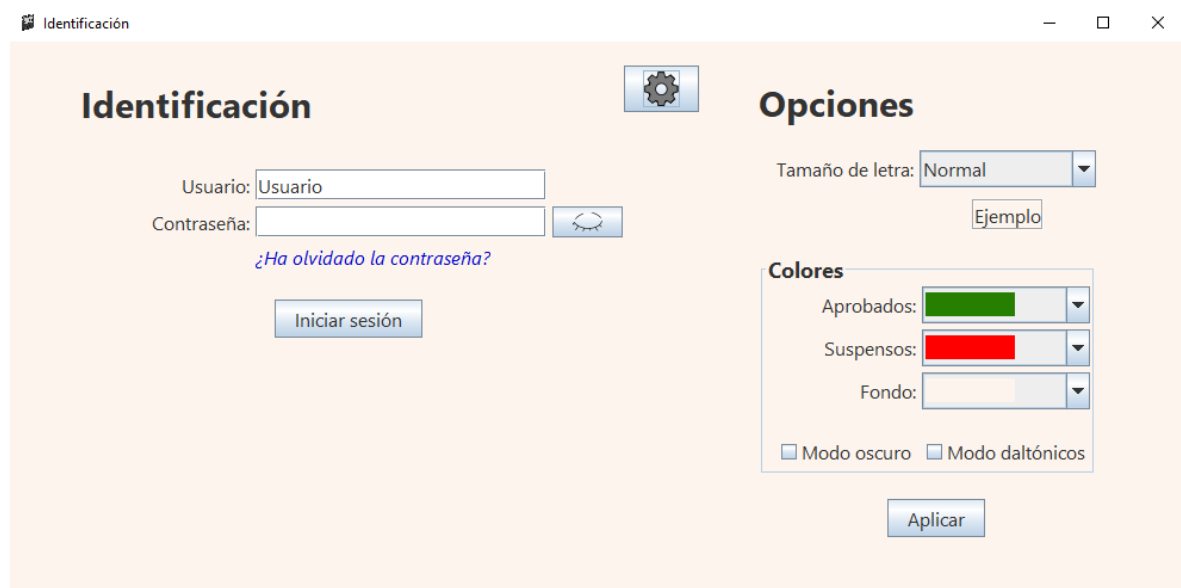 Identificación
Identificación
Usuario: Usuario
Contraseña:
¿Ha olvidado la contraseña?
Iniciar sesión
Opciones
Tamaño de letra: Normal
Ejemplo
Colores
Aprobados:
Suspensos:
Fondo:
Modo oscuro Modo daltónicos
Aplicar